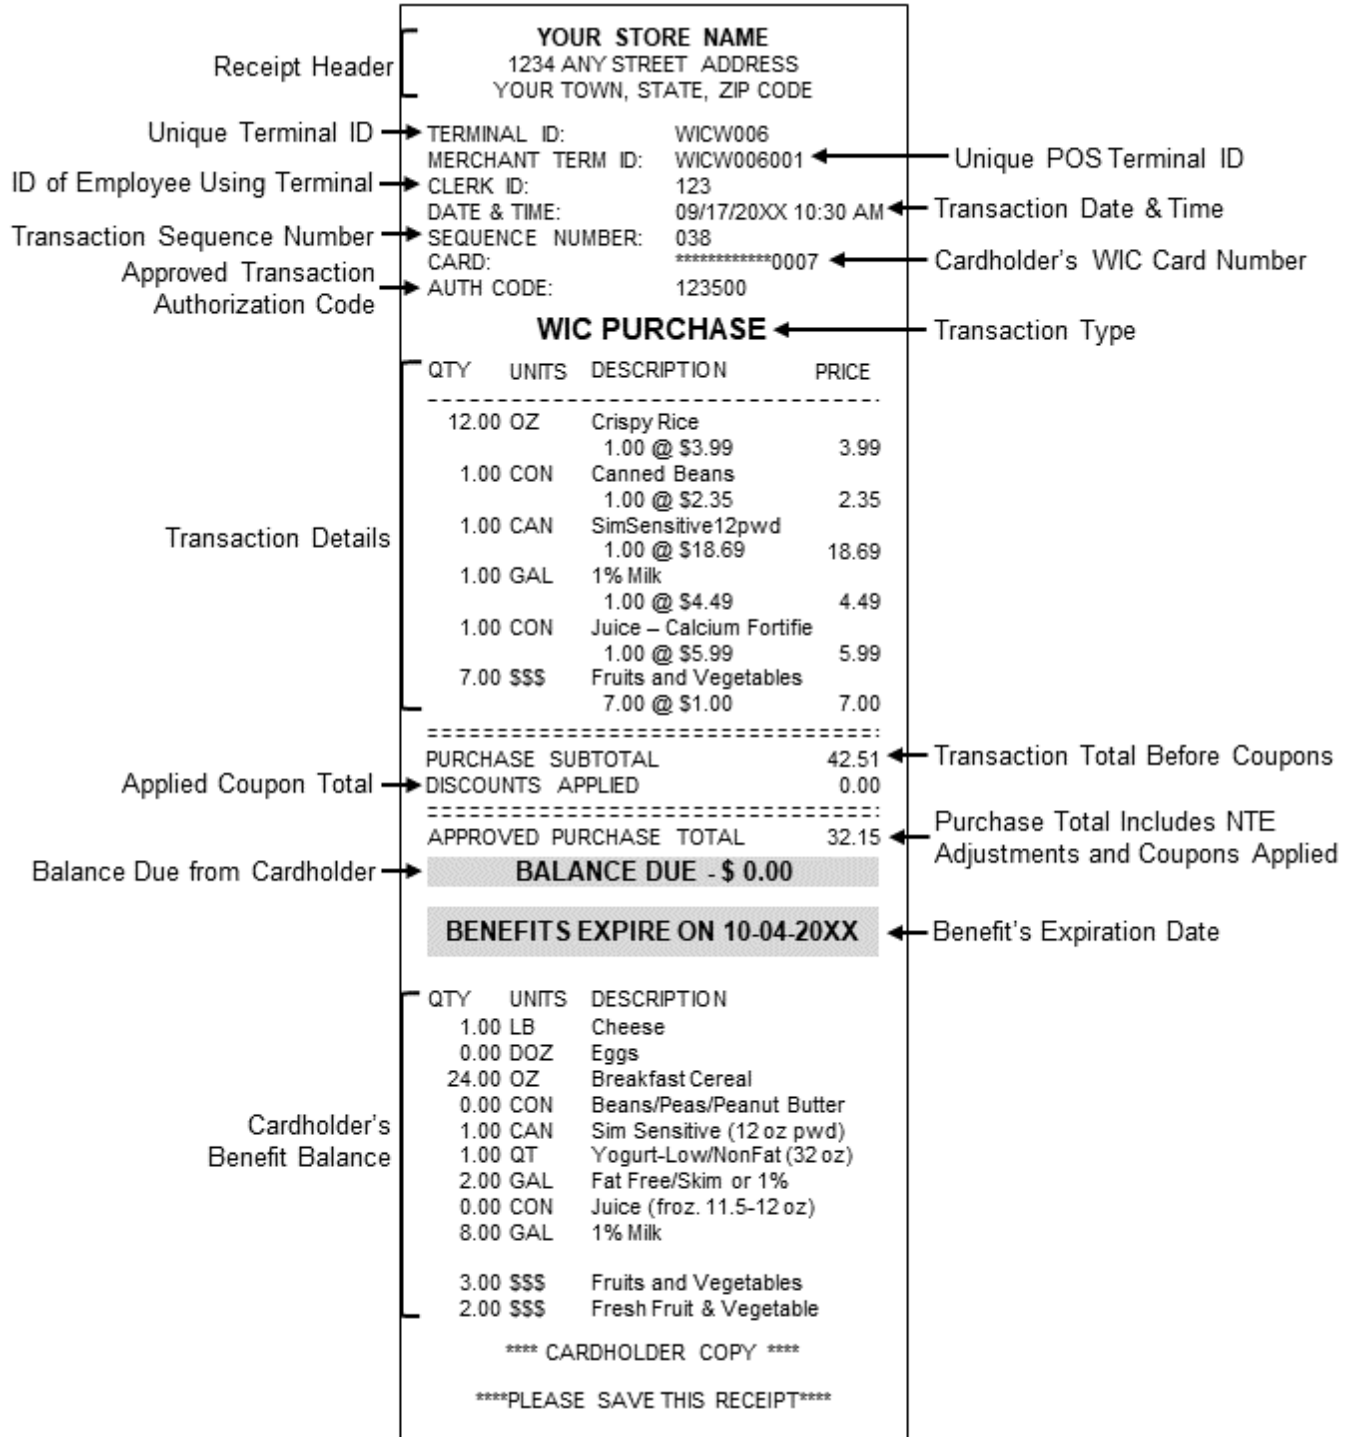 YOUR STORE NAME
1234 ANY STREET ADDRESS
Receipt Header
YOUR TOWN, STATE, ZIP CODE
Unique Terminal ID
TERMINAL ID: WICW006
MERCHANT TERM ID: WICW006001
Unique POS Terminal ID
ID of Employee Using Terminal
CLERK ID: 123
DATE & TIME: 09/17/20XX 10:30 AM
Transaction Date & Time
Transaction Sequence Number
SEQUENCE NUMBER: 038
CARD: ************0007
Cardholder's WIC Card Number
Approved Transaction
Authorization Code
AUTH CODE: 123500
WIC PURCHASE
Transaction Type
QTY UNITS DESCRIPTION PRICE
12.00 OZ Crispy Rice
1.00 @ $3.99 3.99
1.00 CON Canned Beans
1.00 @ $2.35 2.35
1.00 CAN SimSensitive12pwd
Transaction Details
1.00 @ $18.69 18.69
1.00 GAL 1% Milk
1.00 @ $4.49 4.49
1.00 CON Juice – Calcium Fortifie
1.00 @ $5.99 5.99
7.00 $$$ Fruits and Vegetables
7.00 @ $1.00 7.00
PURCHASE SUBTOTAL 42.51
Transaction Total Before Coupons
Applied Coupon Total
DISCOUNTS APPLIED 0.00
APPROVED PURCHASE TOTAL 32.15
Purchase Total Includes NTE
Adjustments and Coupons Applied
Balance Due from Cardholder
BALANCE DUE - $ 0.00
BENEFITS EXPIRE ON 10-04-20XX
Benefit's Expiration Date
QTY UNITS DESCRIPTION
1.00 LB Cheese
0.00 DOZ Eggs
24.00 OZ Breakfast Cereal
0.00 CON Beans/Peas/Peanut Butter
Cardholder's
Benefit Balance
1.00 CAN Sim Sensitive (12 oz pwd)
1.00 QT Yogurt-Low/NonFat (32 oz)
2.00 GAL Fat Free/Skim or 1%
0.00 CON Juice (froz. 11.5-12 oz)
8.00 GAL 1% Milk
3.00 $$$ Fruits and Vegetables
2.00 $$$ Fresh Fruit & Vegetable
**** CARDHOLDER COPY ****
****PLEASE SAVE THIS RECEIPT****